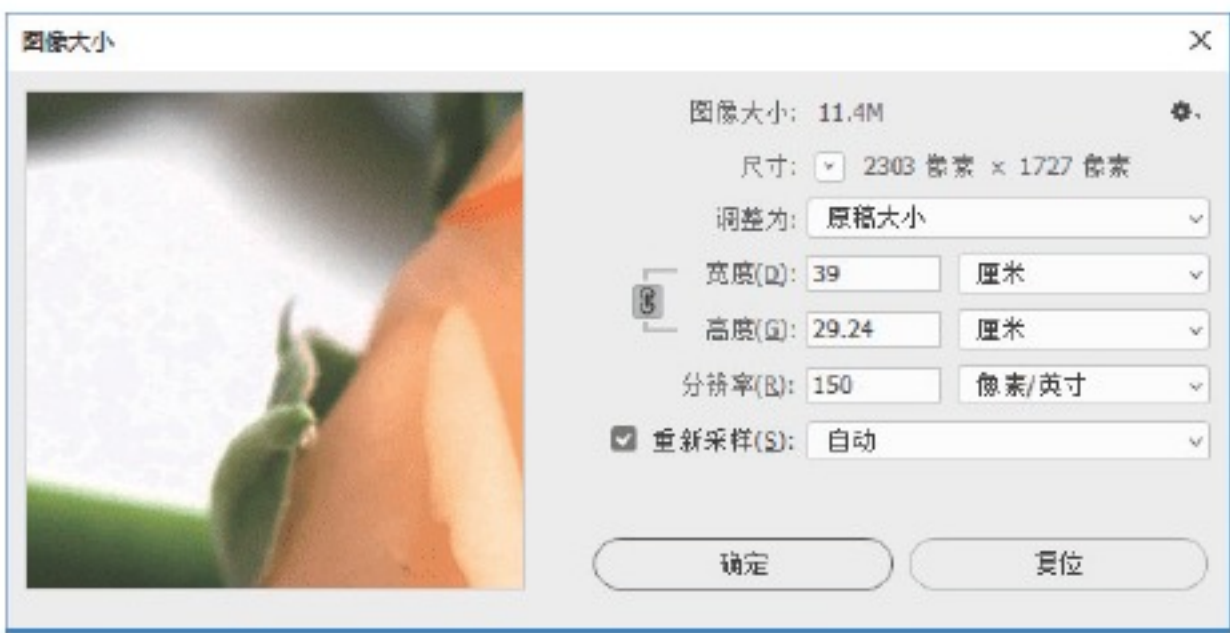 图像大小
图像大小: 11.4M
尺寸: 2303 像素 × 1727 像素
调整为: 原稿大小
宽度(D): 39 厘米
高度(G): 29.24 厘米
分辨率(R): 150 像素/英寸
重新采样(S): 自动
确定 复位